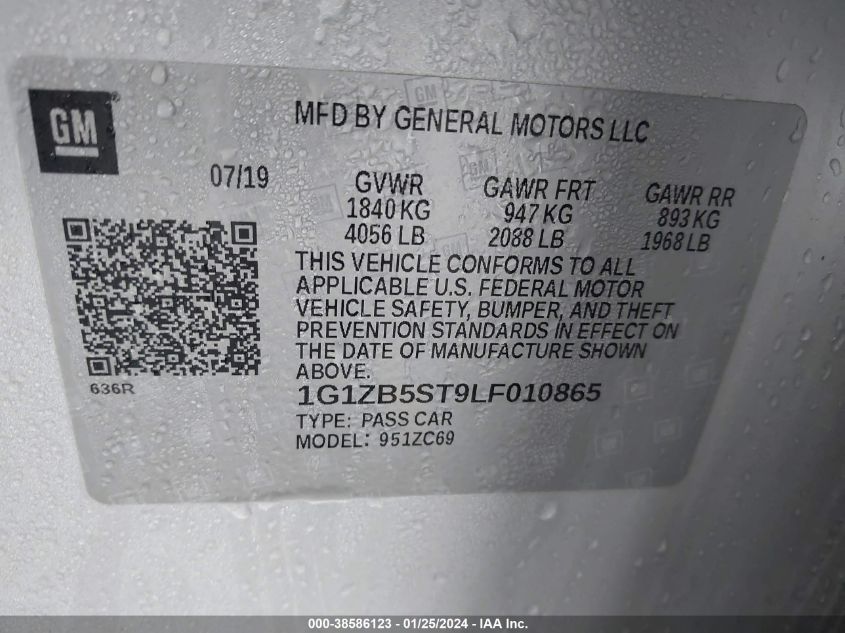 GM
MFD BY GENERAL MOTORS LLC
07/19
GVWR
1840 KG
4056 LB
GAWR FRT
947 KG
2088 LB
GAWR RR
893 KG
1968 LB
THIS VEHICLE CONFORMS TO ALL
APPLICABLE U.S. FEDERAL MOTOR
VEHICLE SAFETY, BUMPER, AND THEFT
PREVENTION STANDARDS IN EFFECT ON
THE DATE OF MANUFACTURE SHOWN
ABOVE.
636R
1G1ZB5ST9LF010865
TYPE: PASS CAR
MODEL: 951ZC69
000-38586123 - 01/25/2024 - IAA Inc.